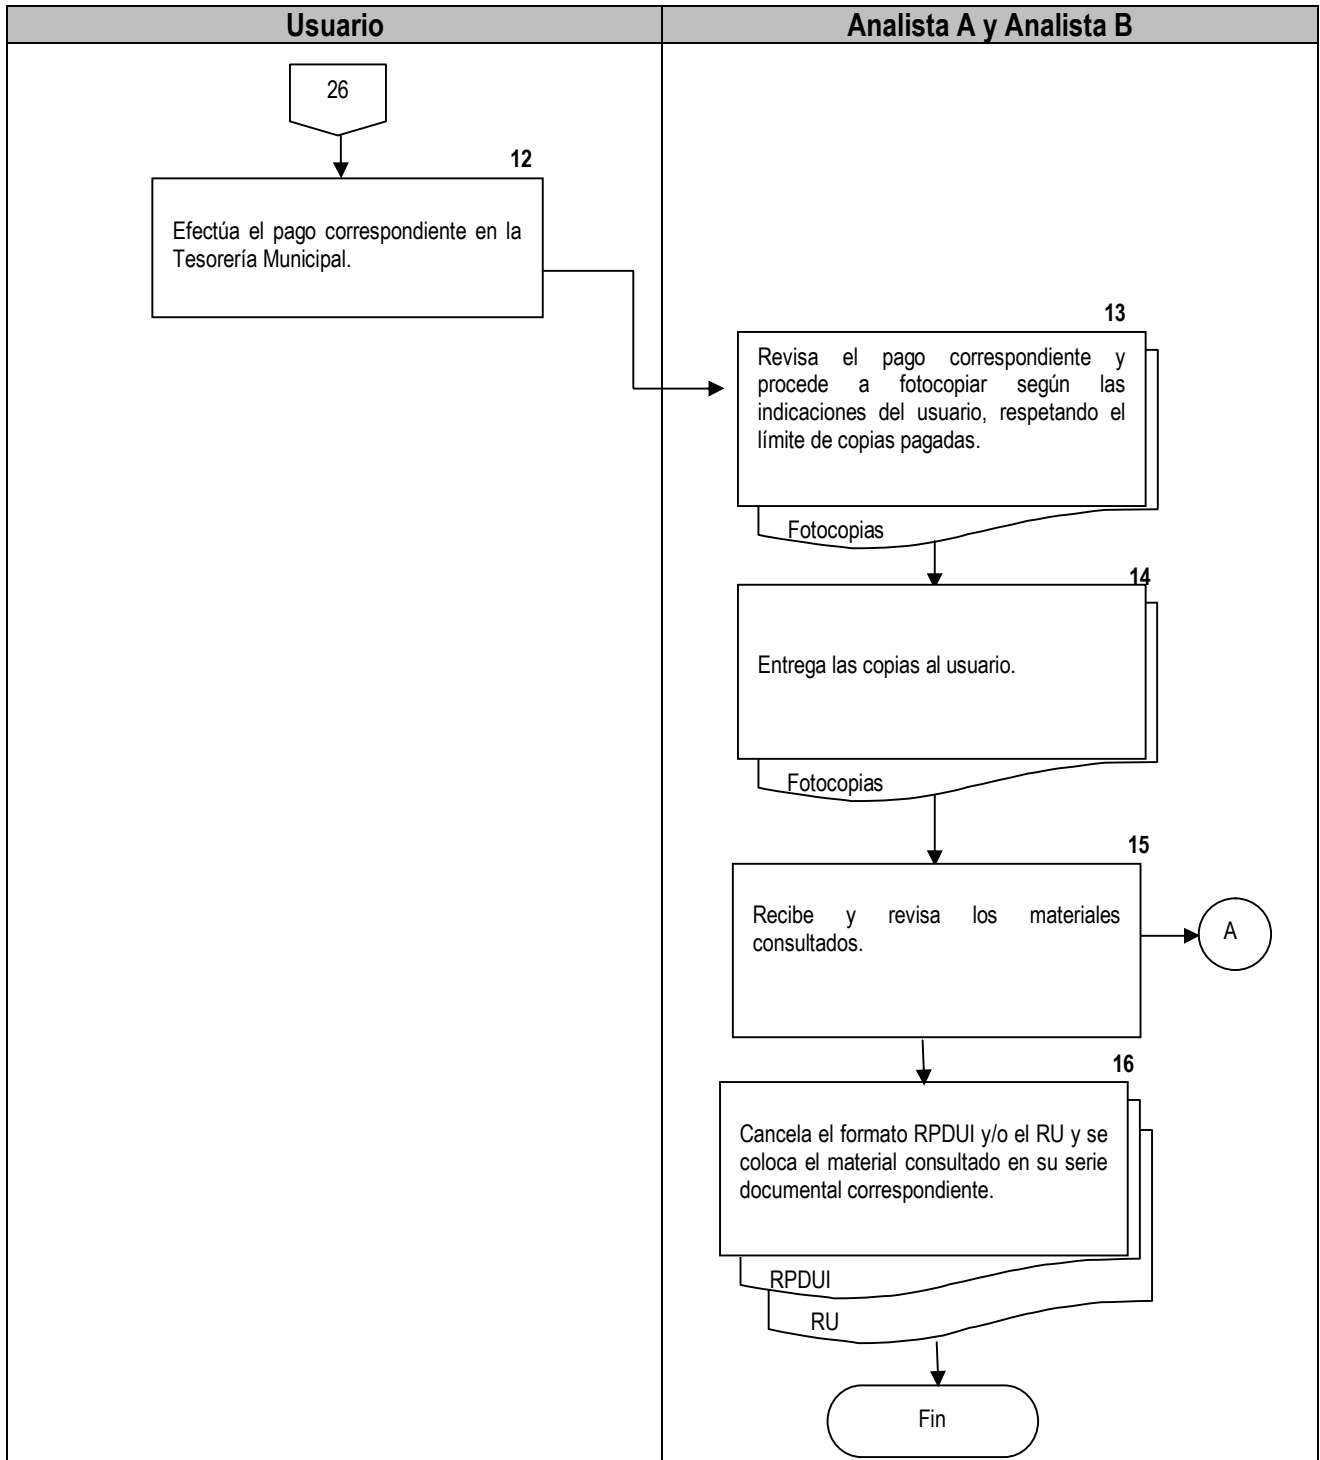 Usuario
Analista A y Analista B
26
12
Efectúa el pago correspondiente en la
Tesorería Municipal.
13
Revisa el pago correspondiente y
procede a fotocopiar según las
indicaciones del usuario, respetando el
límite de copias pagadas.
Fotocopias
14
Entrega las copias al usuario.
Fotocopias
15
Recibe y revisa los materiales
consultados.
A
16
Cancela el formato RPDUI y/o el RU y se
coloca el material consultado en su serie
documental correspondiente.
RPDUI
RU
Fin